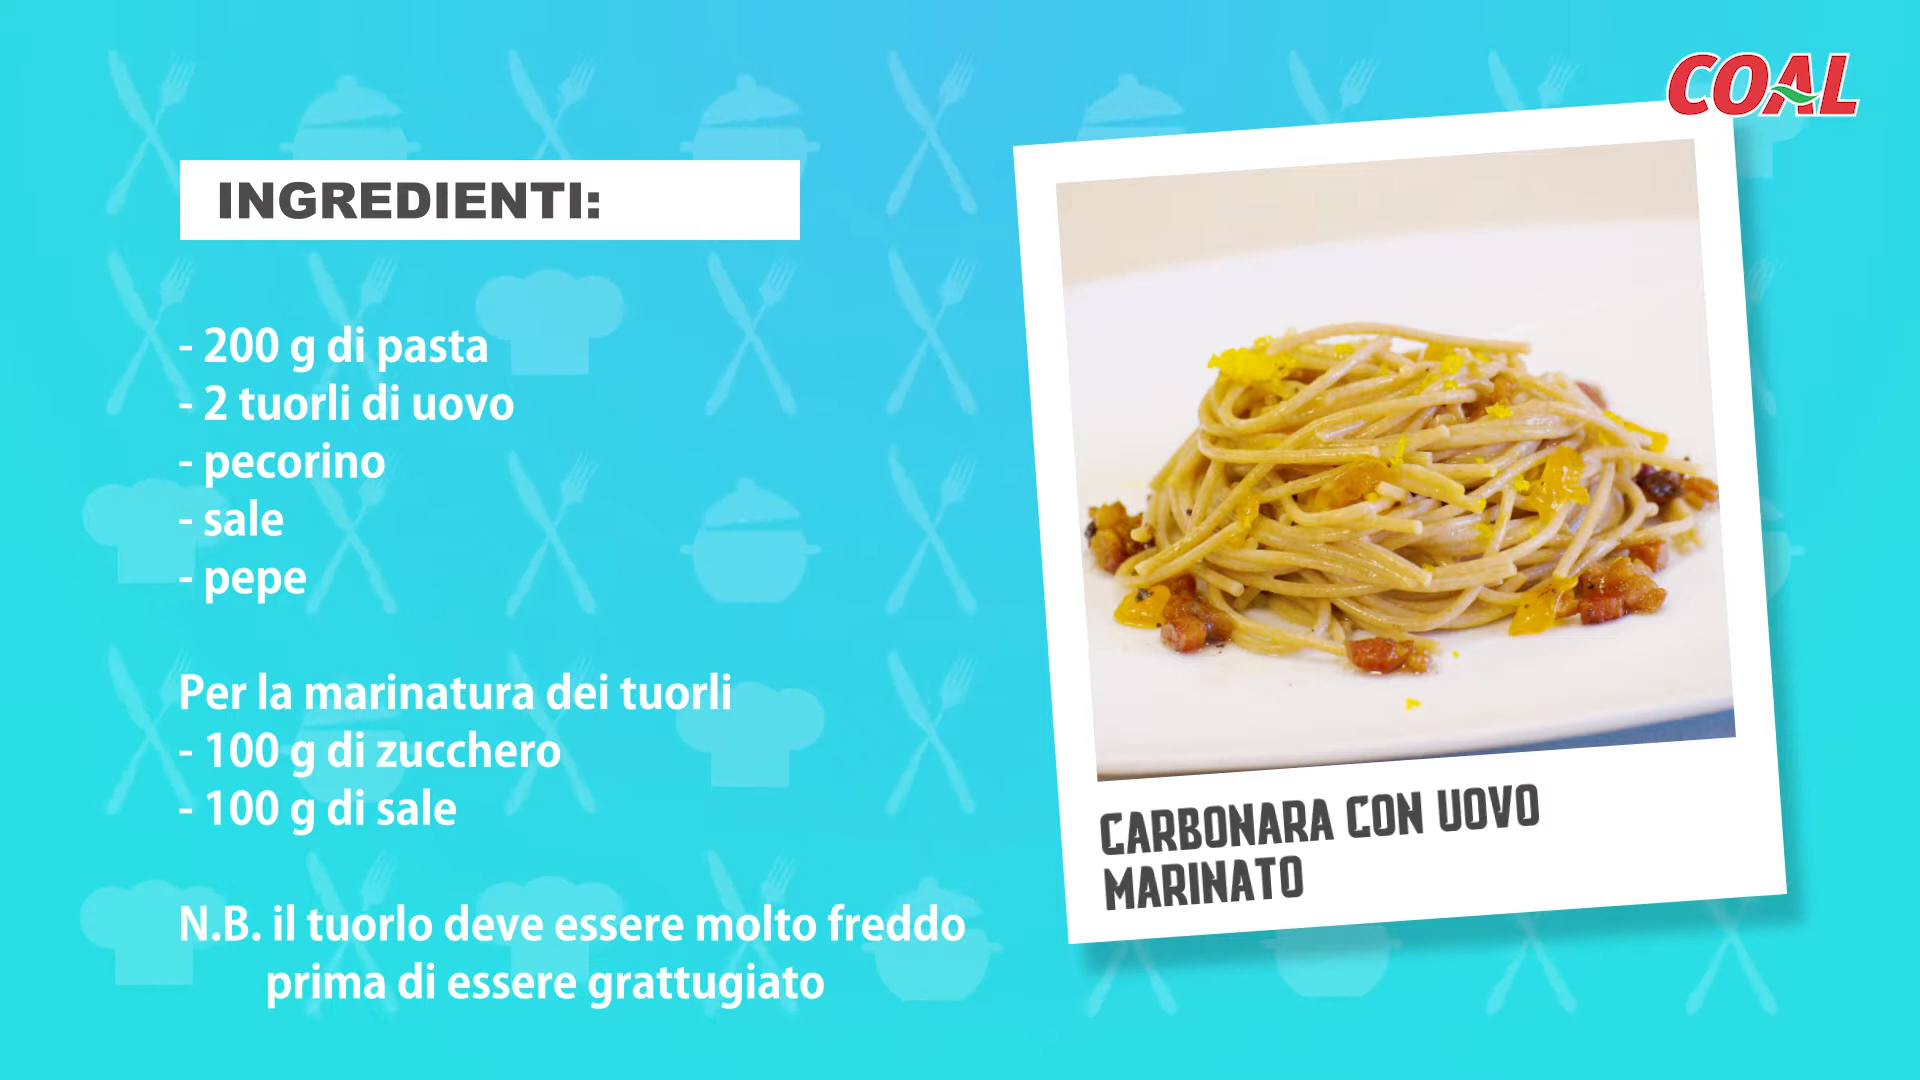 COAL
INGREDIENTI:
- 200 g di pasta
- 2 tuorli di uovo
- pecorino
- sale
- pepe
Per la marinatura dei tuorli
- 100 g di zucchero
- 100 g di sale
N.B. il tuorlo deve essere molto freddo
prima di essere grattugiato
CARBONARA CON UOVO
MARINATO